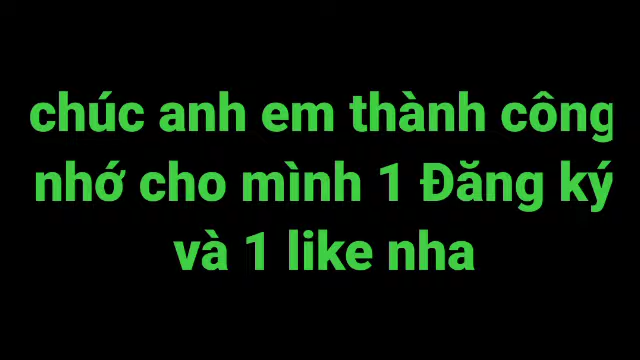 chúc anh em thành công
nhớ cho mình 1 Đăng ký
và 1 like nha